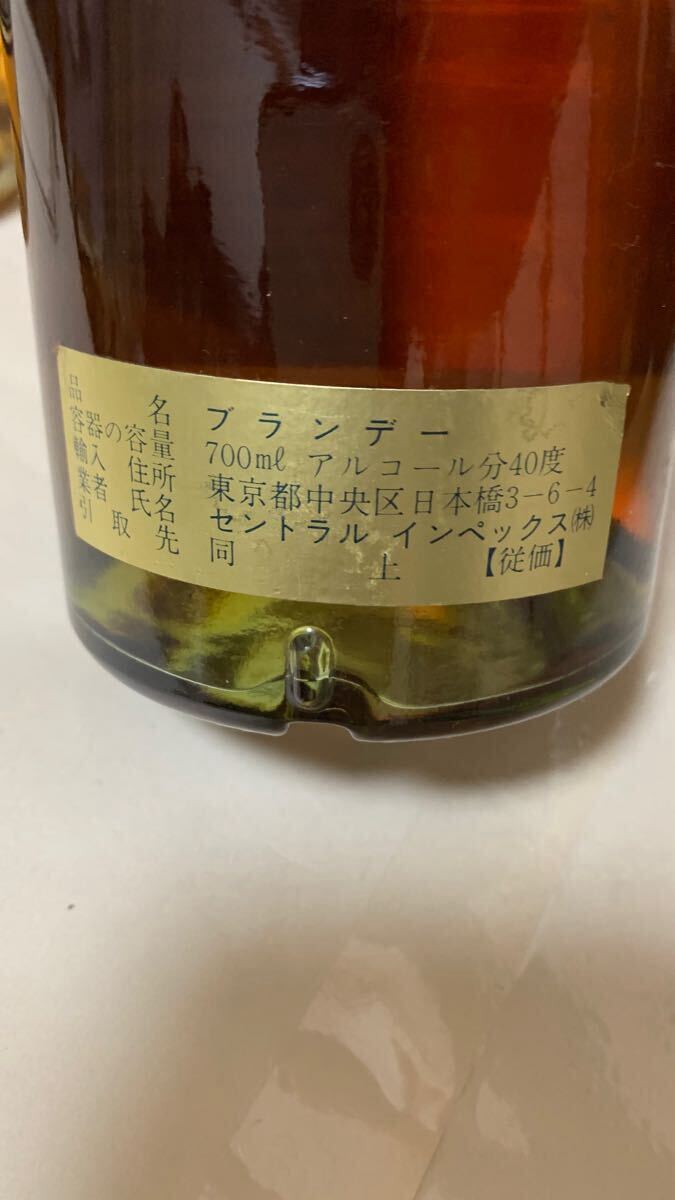 品名 ブランデー
容器の容量 700ml アルコール分40度
輸入住所 東京都中央区日本橋3-6-4
業者氏名 セントラル インペックス(株)
引取先 同上 【従価】